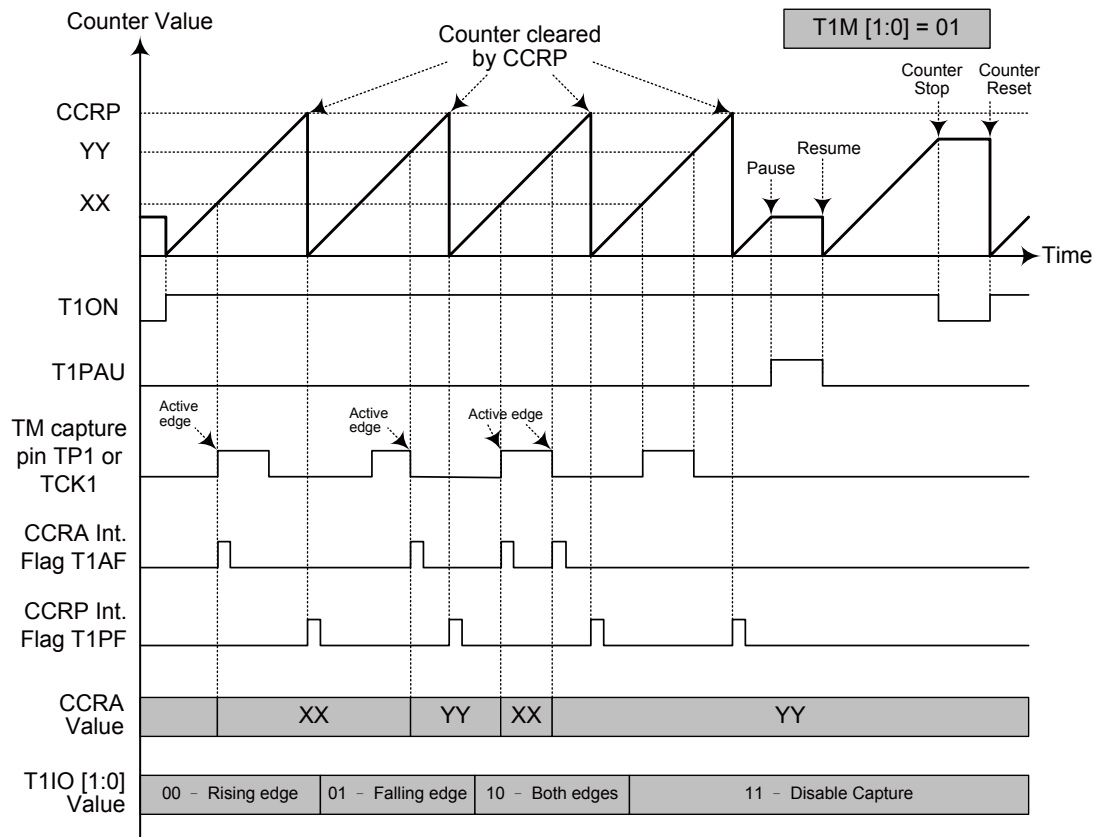 Counter Value
T1M [1:0] = 01
Counter cleared
by CCRP
Counter
Stop
Counter
Reset
CCRP
YY
XX
Pause
Resume
Time
T1ON
T1PAU
Active
edge
Active
edge
Active edge
TM capture
pin TP1 or
TCK1
CCRA Int.
Flag T1AF
CCRP Int.
Flag T1PF
CCRA
Value
XX
YY
XX
YY
T1IO [1:0]
Value
00 - Rising edge
01 - Falling edge
10 - Both edges
11 - Disable Capture